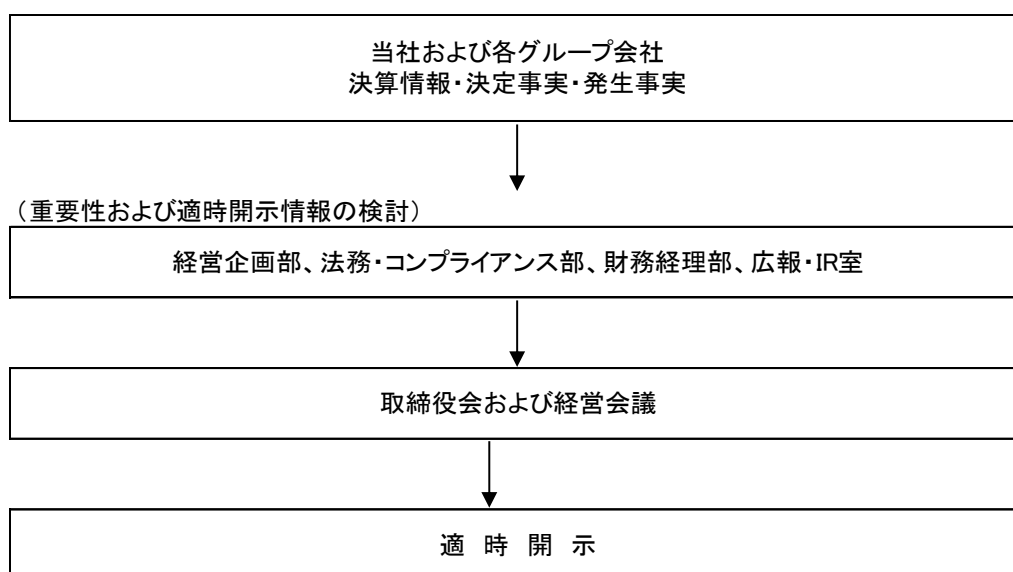 当社および各グループ会社
決算情報・決定事実・発生事実
（重要性および適時開示情報の検討）
経営企画部、法務・コンプライアンス部、財務経理部、広報・IR室
取締役会および経営会議
適 時 開 示